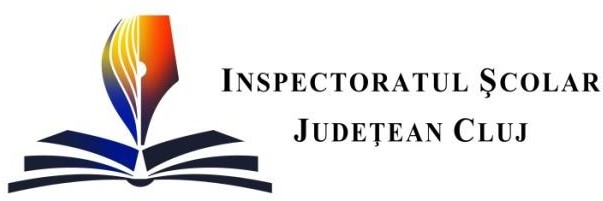 INSPECTORATUL ŞCOLAR
JUDEŢEAN CLUJ